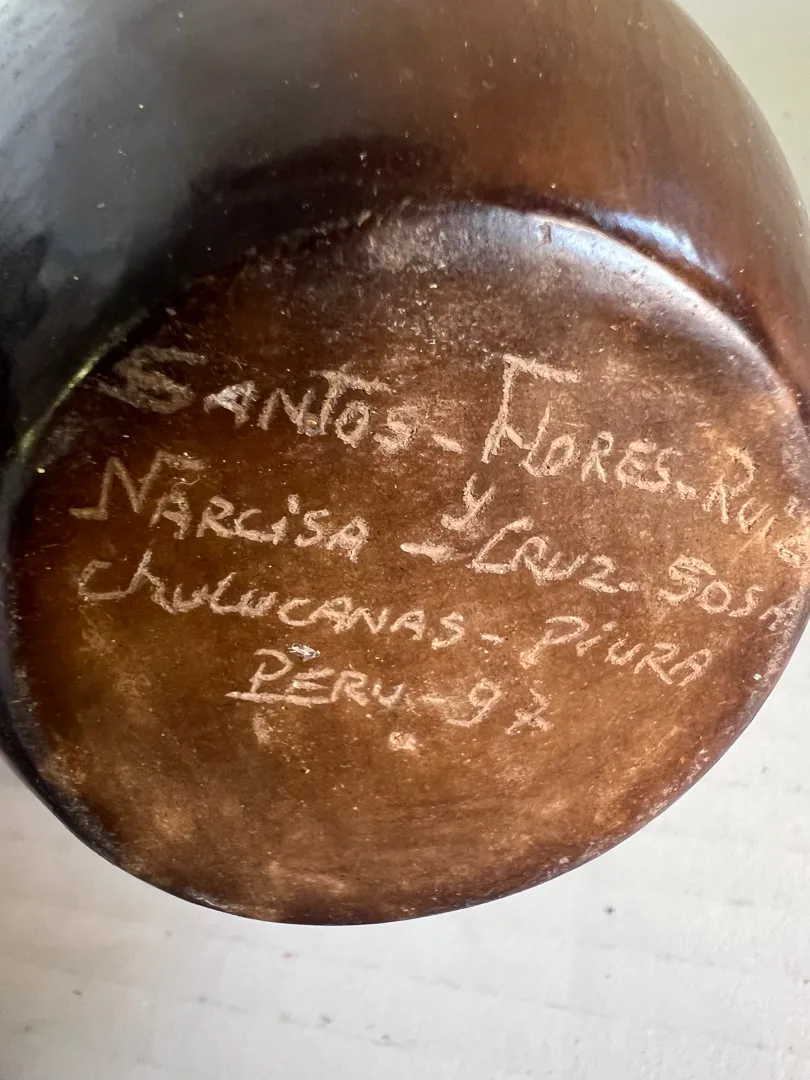 SANTOS - FLORES - RUIZ
y
NARCiSA - CRUZ - SOSA
ChULUCANAS - PiURA
PERU - 97